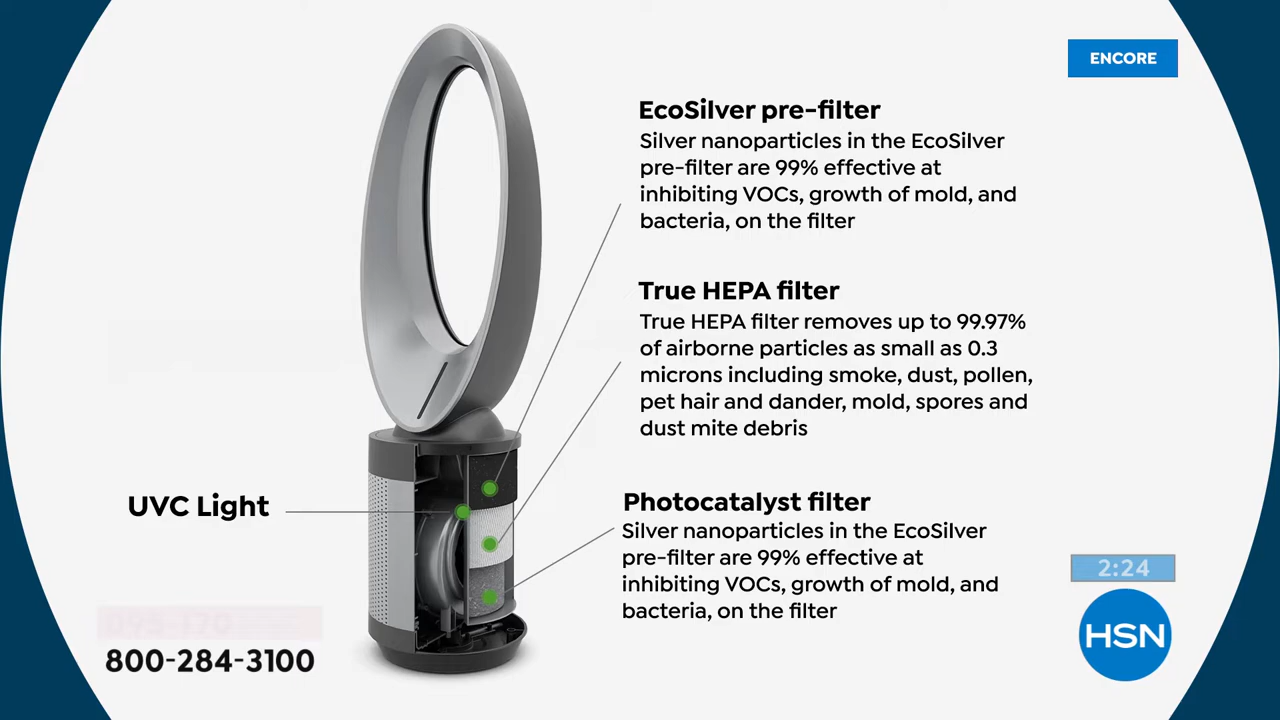 ENCORE
EcoSilver pre-filter
Silver nanoparticles in the EcoSilver
pre-filter are 99% effective at
inhibiting VOCs, growth of mold, and
bacteria, on the filter
True HEPA filter
True HEPA filter removes up to 99.97%
of airborne particles as small as 0.3
microns including smoke, dust, pollen,
pet hair and dander, mold, spores and
dust mite debris
UVC Light
Photocatalyst filter
Silver nanoparticles in the EcoSilver
pre-filter are 99% effective at
inhibiting VOCs, growth of mold, and
bacteria, on the filter
2:24
HSN
800-284-3100